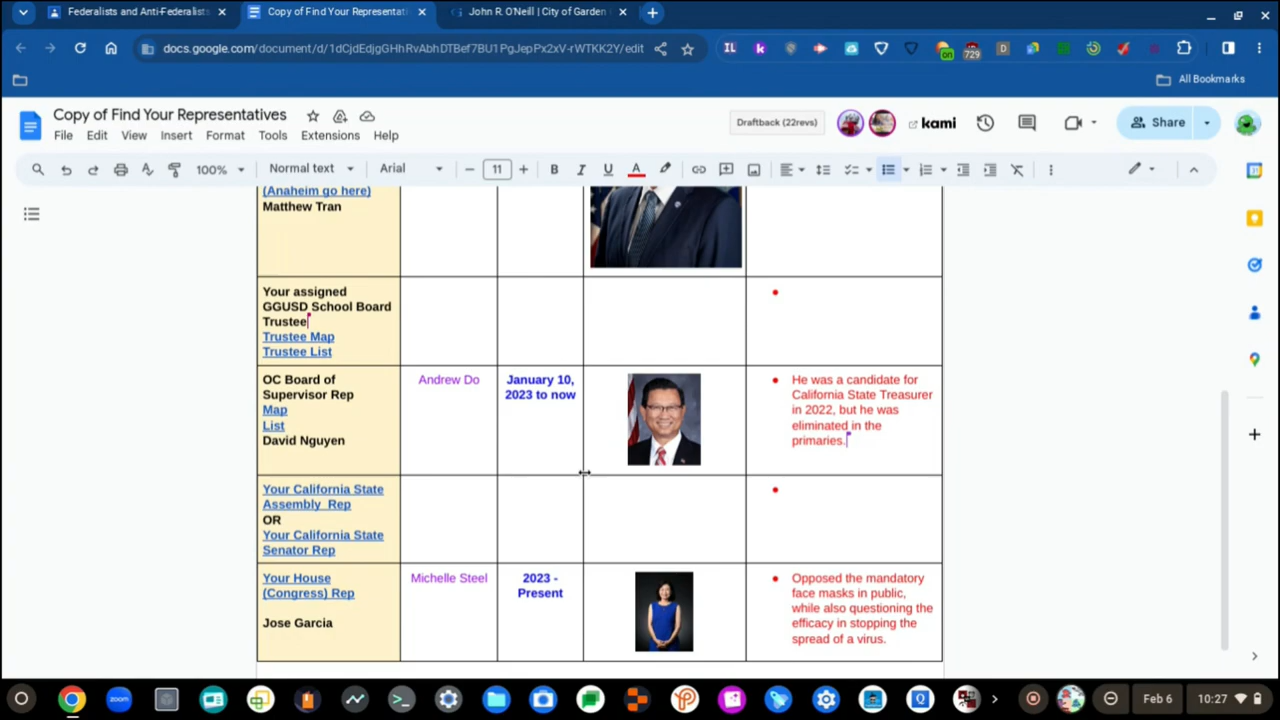 Federalists and Anti-Federalists
Copy of Find Your Representati
John R. O'Neill | City of Garden
docs.google.com/document/d/1dCjdEdjgGHhRvAbhDTBef7BU1PgJepPx2xV-rWTKK2Y/edit
IL
k
on
729
D
All Bookmarks
Copy of Find Your Representatives
File Edit View Insert Format Tools Extensions Help
Draftback (22revs)
kami
Share
100%
Normal text
Arial
11
B I U A
(Anaheim go here)
Matthew Tran
Your assigned
GGUSD School Board
Trustee
Trustee Map
Trustee List
OC Board of
Supervisor Rep
Map
List
David Nguyen
Andrew Do
January 10,
2023 to now
He was a candidate for
California State Treasurer
in 2022, but he was
eliminated in the
primaries.
Your California State
Assembly Rep
OR
Your California State
Senator Rep
Your House
(Congress) Rep
Jose Garcia
Michelle Steel
2023 -
Present
Opposed the mandatory
face masks in public,
while also questioning the
efficacy in stopping the
spread of a virus.
zoom
Q
Feb 6
10:27